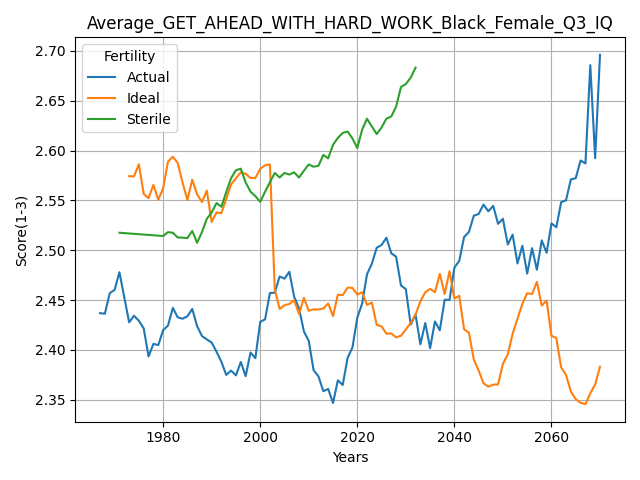 Average_GET_AHEAD_WITH_HARD_WORK_Black_Female_Q3_IQ
Fertility
Actual
Ideal
Sterile
Score(1-3)
2.70
2.65
2.60
2.55
2.50
2.45
2.40
2.35
1980 2000 2020 2040 2060
Years